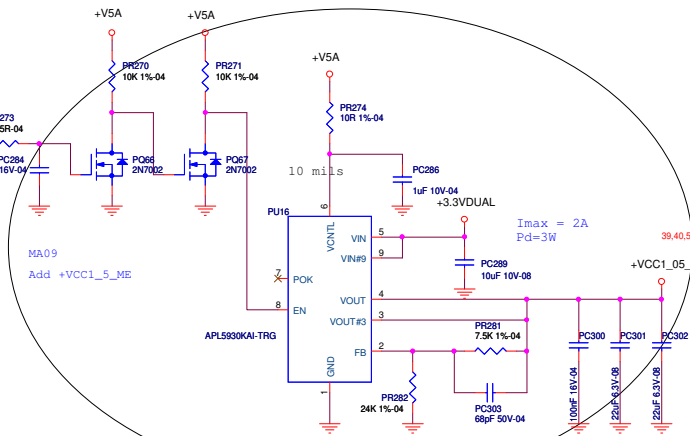 +V5A
+V5A
PR270
10K 1%-04
PR271
10K 1%-04
+V5A
PR274
10R 1%-04
273
5R-04
PC284
16V-04
PQ66
2N7002
PQ67
2N7002
10 mils
PC286
1uF 10V-04
+3.3VDUAL
Imax = 2A
Pd=3W
39,40,5
MA09
Add +VCC1_5_ME
PU16
6
VCNTL
VIN
5
VIN#9
9
PC289
10uF 10V-08
+VCC1_05_
7
POK
8
EN
VOUT
4
VOUT#3
3
FB
2
GND
1
APL5930KAI-TRG
PR281
7.5K 1%-04
PR282
24K 1%-04
PC303
68pF 50V-04
PC300
100nF 16V-04
PC301
22uF 6.3V-08
PC302
22uF 6.3V-08